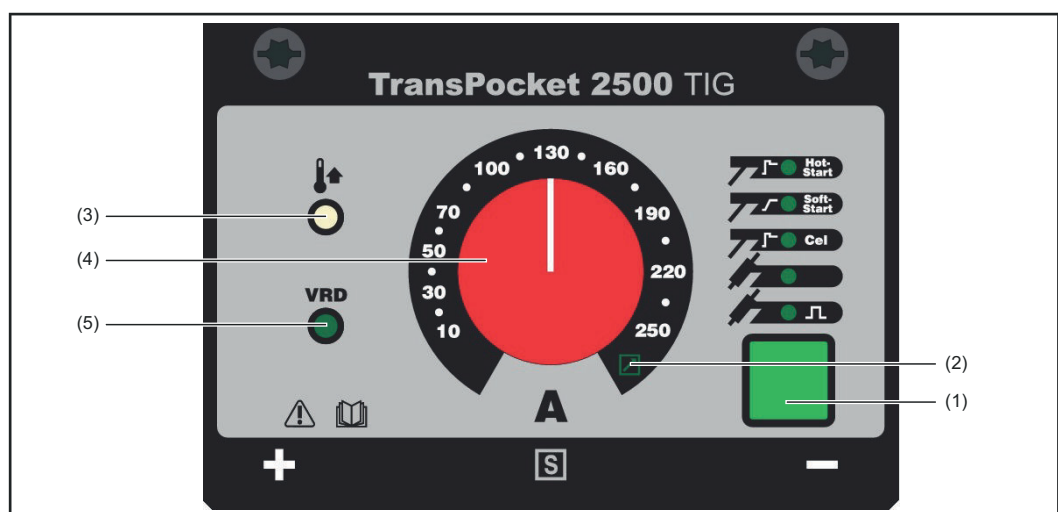 TransPocket 2500 TIG
(3)
(4)
(5)
VRD
10
30
50
70
100
130
160
190
220
250
A
Hot-
Start
Soft-
Start
Cel
(2)
(1)
+
S
−